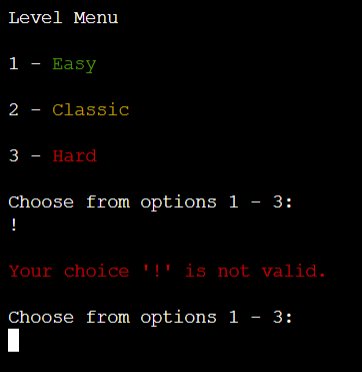 Level Menu
1 - Easy
2 - Classic
3 - Hard
Choose from options 1 - 3:
!
Your choice '!' is not valid.
Choose from options 1 - 3: